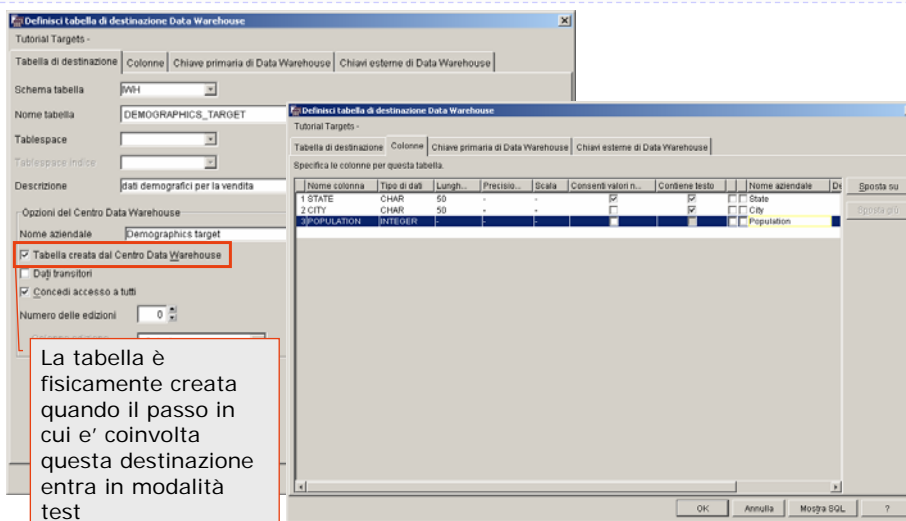 Definisci tabella di destinazione Data Warehouse
Tutorial Targets -
Tabella di destinazione Colonne Chiave primaria di Data Warehouse Chiavi esterne di Data Warehouse
Schema tabella IWH
Nome tabella DEMOGRAPHICS_TARGET
Tablespace
Tablespace indice
Descrizione dati demografici per la vendita
Opzioni del Centro Data Warehouse
Nome aziendale Demographics target
Tabella creata dal Centro Data Warehouse
Dati transitori
Concedi accesso a tutti
Numero delle edizioni 0
La tabella è
fisicamente creata
quando il passo in
cui e' coinvolta
questa destinazione
entra in modalità
test
Definisci tabella di destinazione Data Warehouse
Tutorial Targets -
Tabella di destinazione Colonne Chiave primaria di Data Warehouse Chiavi esterne di Data Warehouse
Specifica le colonne per questa tabella.
Nome colonna Tipo di dati Lungh... Precisio... Scala Consenti valori n... Contiene testo Nome aziendale De
1 STATE CHAR 50 - - State
2 CITY CHAR 50 - - City
3 POPULATION INTEGER - - - Population
Sposta su
Sposta giù
OK Annulla Mostra SQL ?